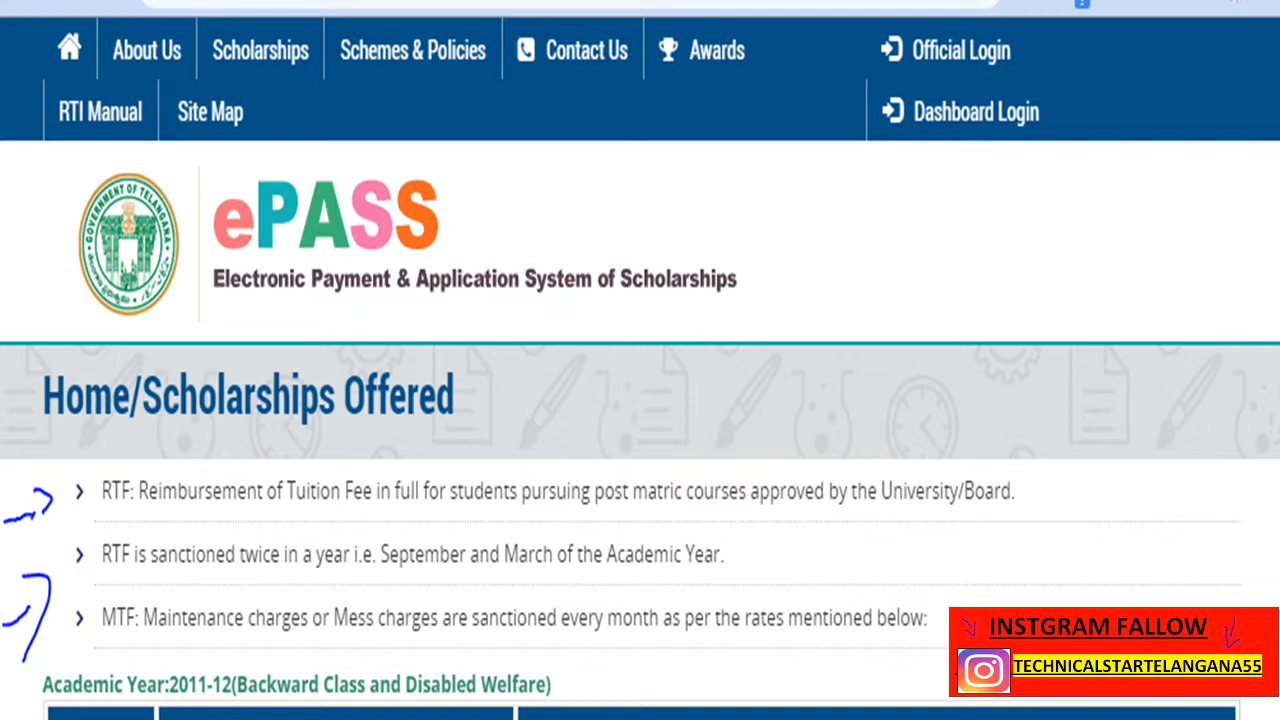 About Us
Scholarships
Schemes & Policies
Contact Us
Awards
Official Login
RTI Manual
Site Map
Dashboard Login
GOVERNMENT OF TELANGANA
ePASS
Electronic Payment & Application System of Scholarships
Home/Scholarships Offered
RTF: Reimbursement of Tuition Fee in full for students pursuing post matric courses approved by the University/Board.
RTF is sanctioned twice in a year i.e. September and March of the Academic Year.
MTF: Maintenance charges or Mess charges are sanctioned every month as per the rates mentioned below:
INSTGRAM FALLOW
TECHNICALSTARTELANGANA55
Academic Year:2011-12(Backward Class and Disabled Welfare)